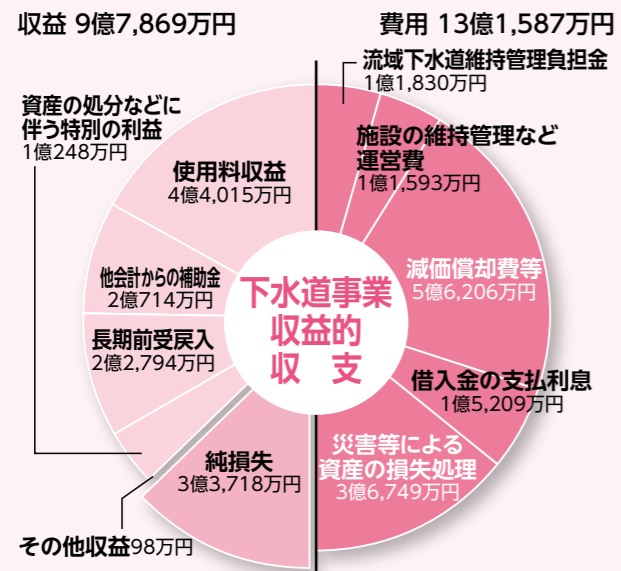 収益 9億7,869万円
費用 13億1,587万円
流域下水道維持管理負担金
1億1,830万円
施設の維持管理など
運営費
1億1,593万円
減価償却費等
5億6,206万円
借入金の支払利息
1億5,209万円
災害等による
資産の損失処理
3億6,749万円
資産の処分などに
伴う特別の利益
1億248万円
使用料収益
4億4,015万円
他会計からの補助金
2億714万円
長期前受戻入
2億2,794万円
純損失
3億3,718万円
その他収益98万円
下水道事業
収益的
収 支